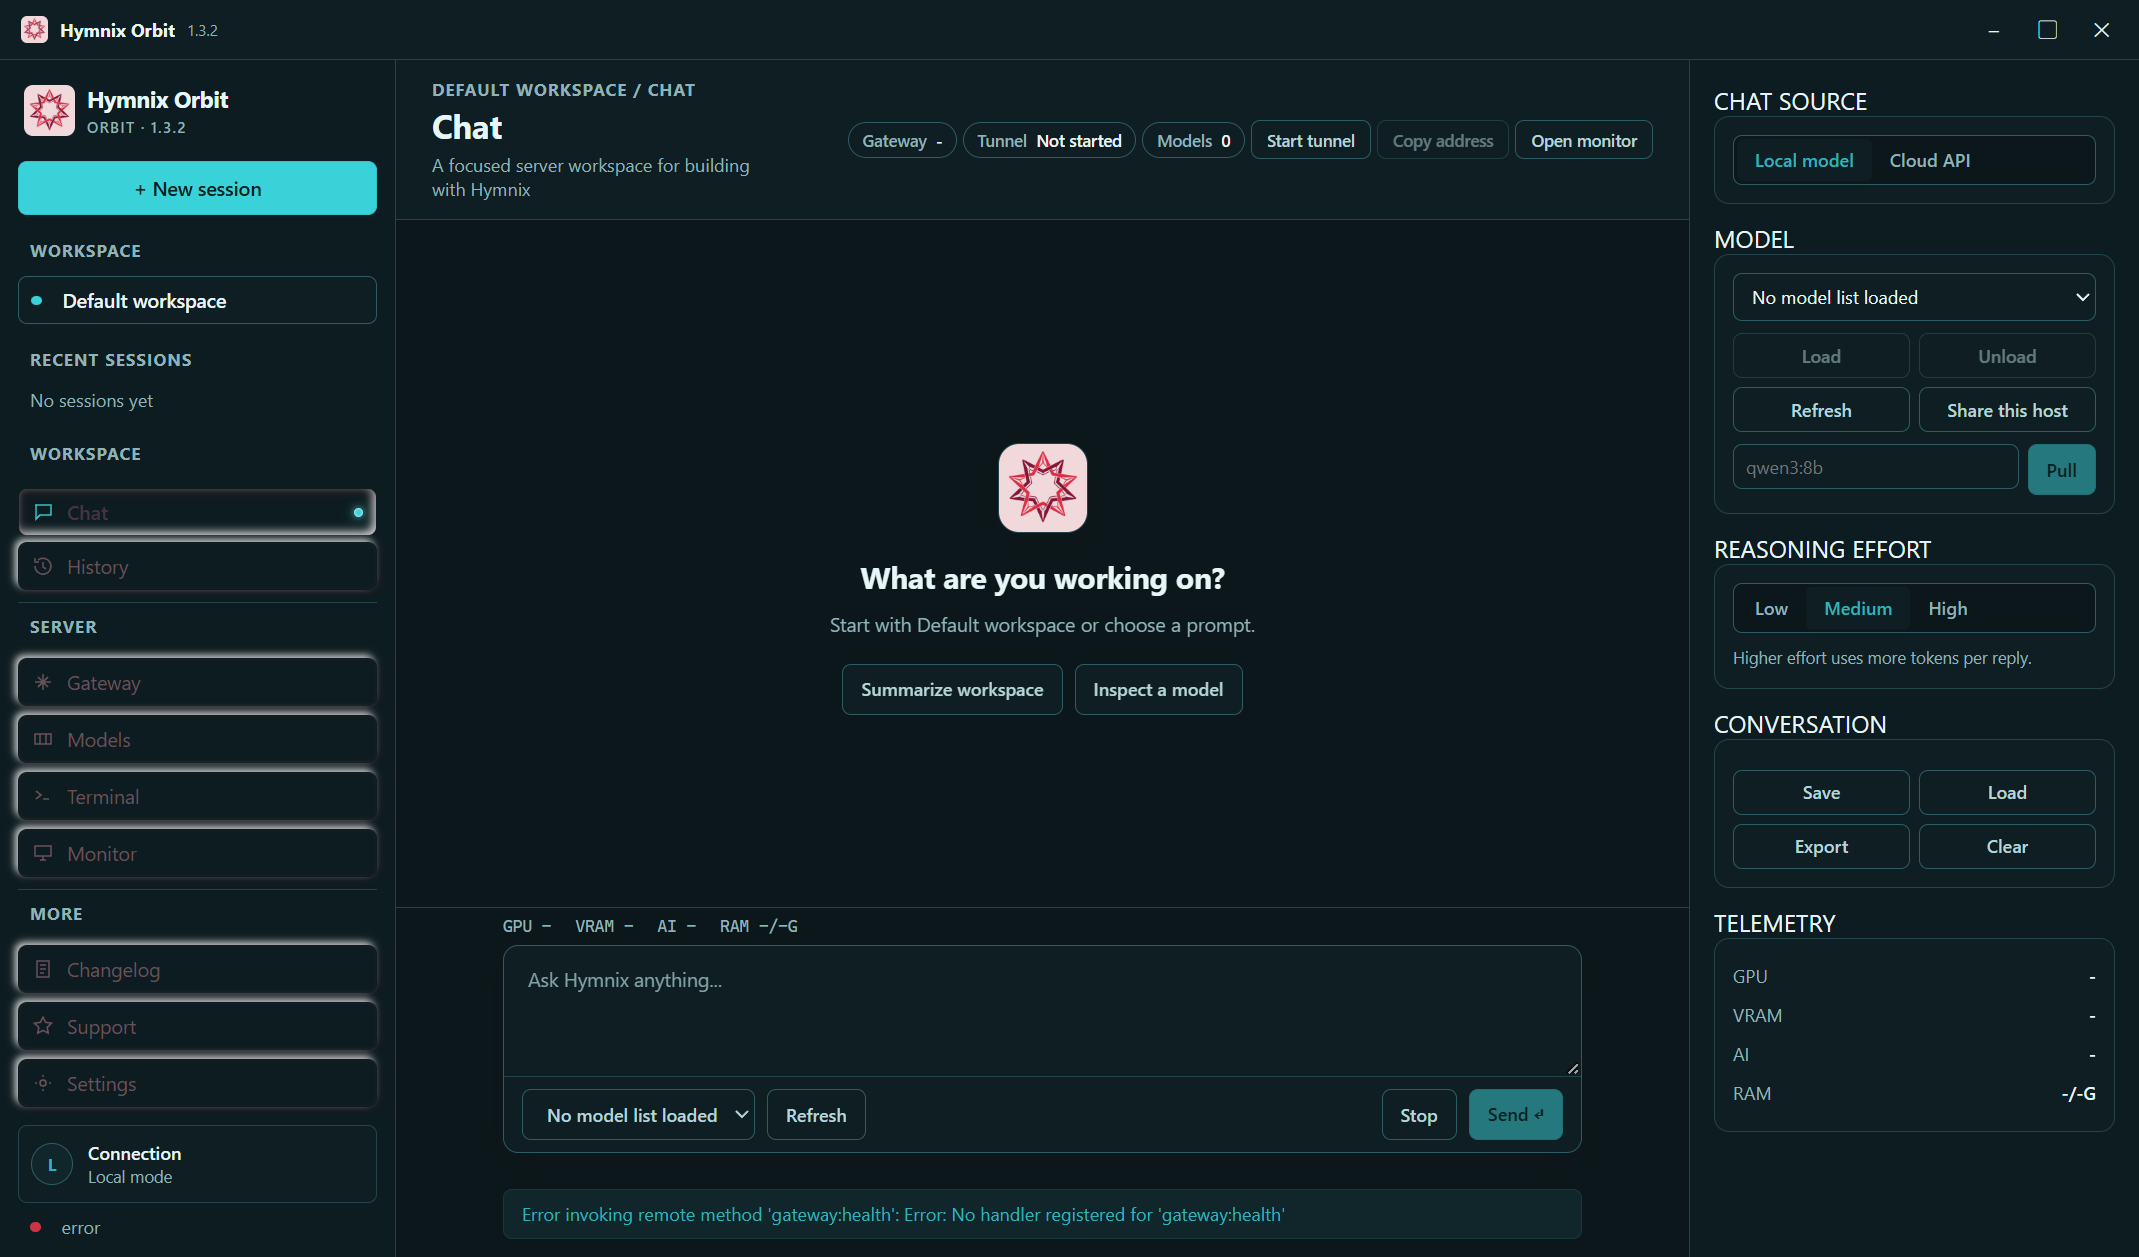 Hymnix Orbit 1.3.2
Hymnix Orbit
ORBIT · 1.3.2
+ New session
WORKSPACE
Default workspace
RECENT SESSIONS
No sessions yet
WORKSPACE
Chat
History
SERVER
Gateway
Models
Terminal
Monitor
MORE
Changelog
Support
Settings
L
Connection
Local mode
error
DEFAULT WORKSPACE / CHAT
Chat
A focused server workspace for building
with Hymnix
Gateway -
Tunnel Not started
Models 0
Start tunnel
Copy address
Open monitor
What are you working on?
Start with Default workspace or choose a prompt.
Summarize workspace
Inspect a model
GPU - VRAM - AI - RAM -/-G
Ask Hymnix anything...
No model list loaded
Refresh
Stop
Send ↵
Error invoking remote method 'gateway:health': Error: No handler registered for 'gateway:health'
CHAT SOURCE
Local model
Cloud API
MODEL
No model list loaded
Load
Unload
Refresh
Share this host
qwen3:8b
Pull
REASONING EFFORT
Low
Medium
High
Higher effort uses more tokens per reply.
CONVERSATION
Save
Load
Export
Clear
TELEMETRY
GPU -
VRAM -
AI -
RAM -/-G